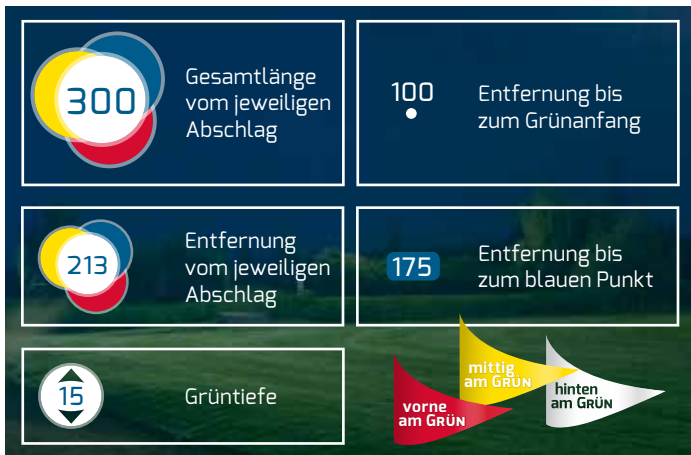 300
Gesamtlänge
vom jeweiligen
Abschlag
100
Entfernung bis
zum Grünanfang
213
Entfernung
vom jeweiligen
Abschlag
175
Entfernung bis
zum blauen Punkt
15
Grüntiefe
vorne
am GRÜN
mittig
am GRÜN
hinten
am GRÜN